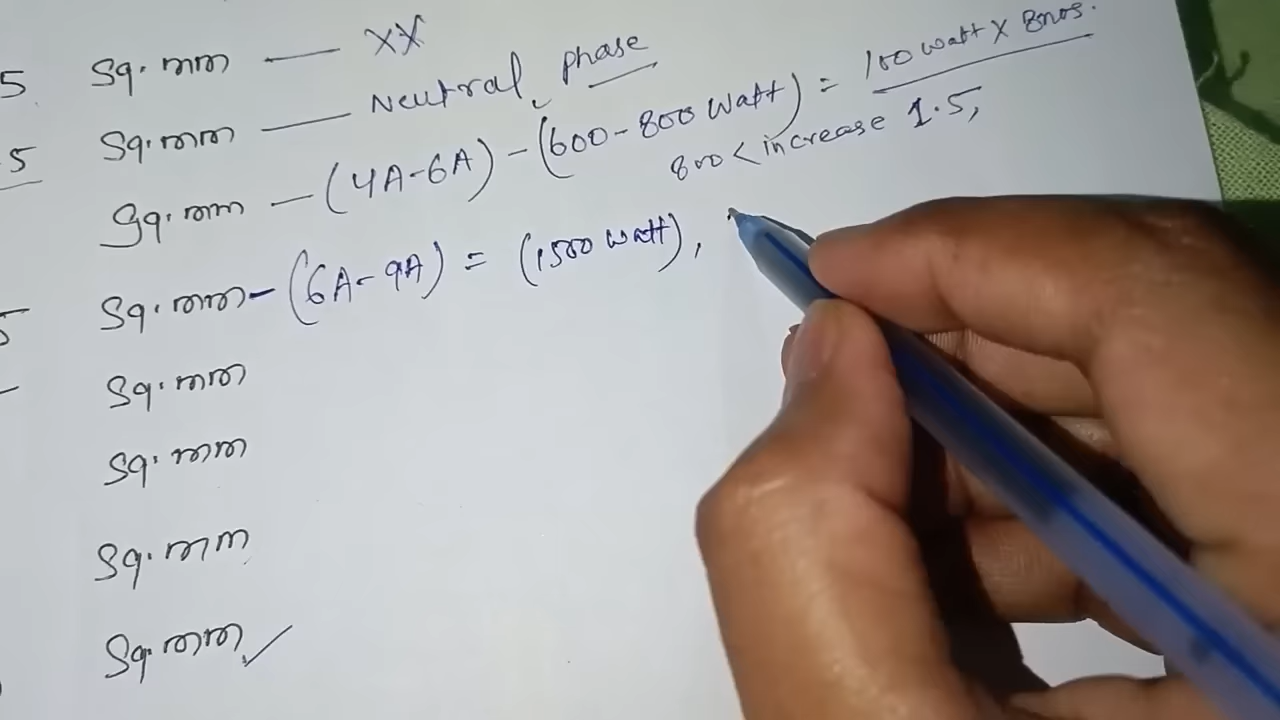 5 Sq.mm — XX
.5 Sq.mm — Neutral, phase
Sq.mm — (4A-6A) - (600-800 Watt) = 100 watt X 8nos.
800 < increase 1.5,
5 Sq.mm - (6A-9A) = (1500 watt),
Sq.mm
Sq.mm
Sq.mm
Sq.mm ✓